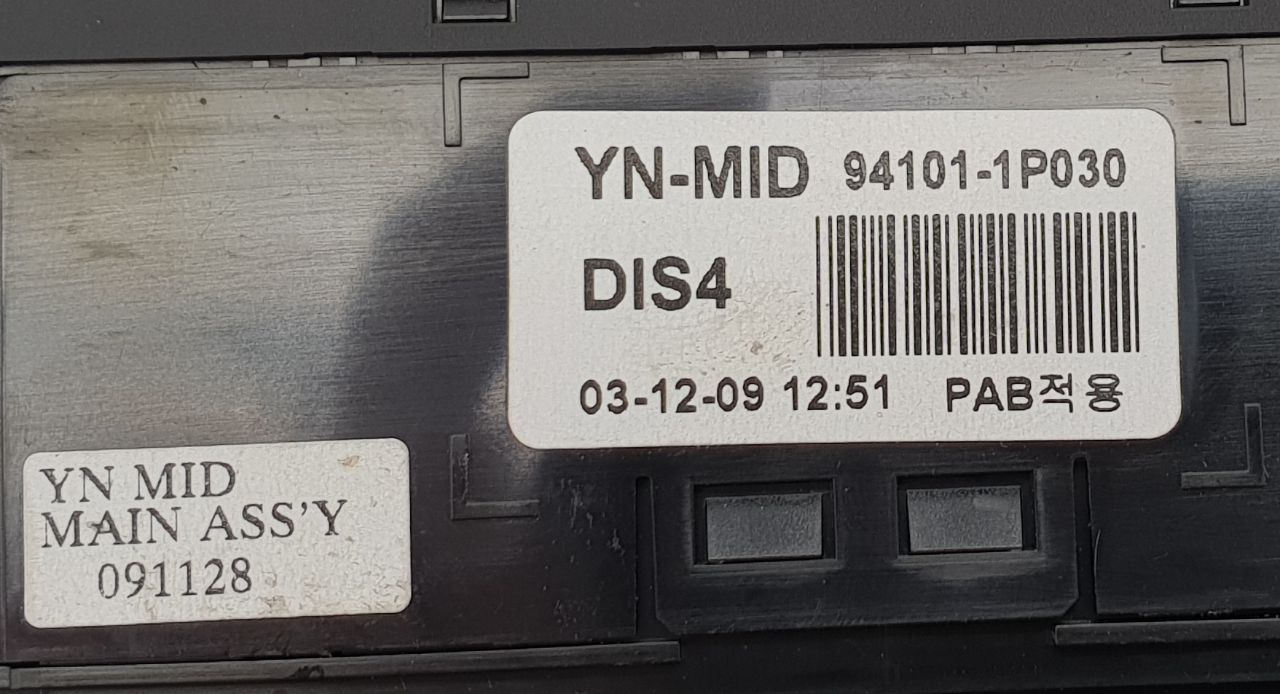 YN-MID 94101-1P030
DIS4
03-12-09 12:51 PAB적용
YN MID
MAIN ASS'Y
091128